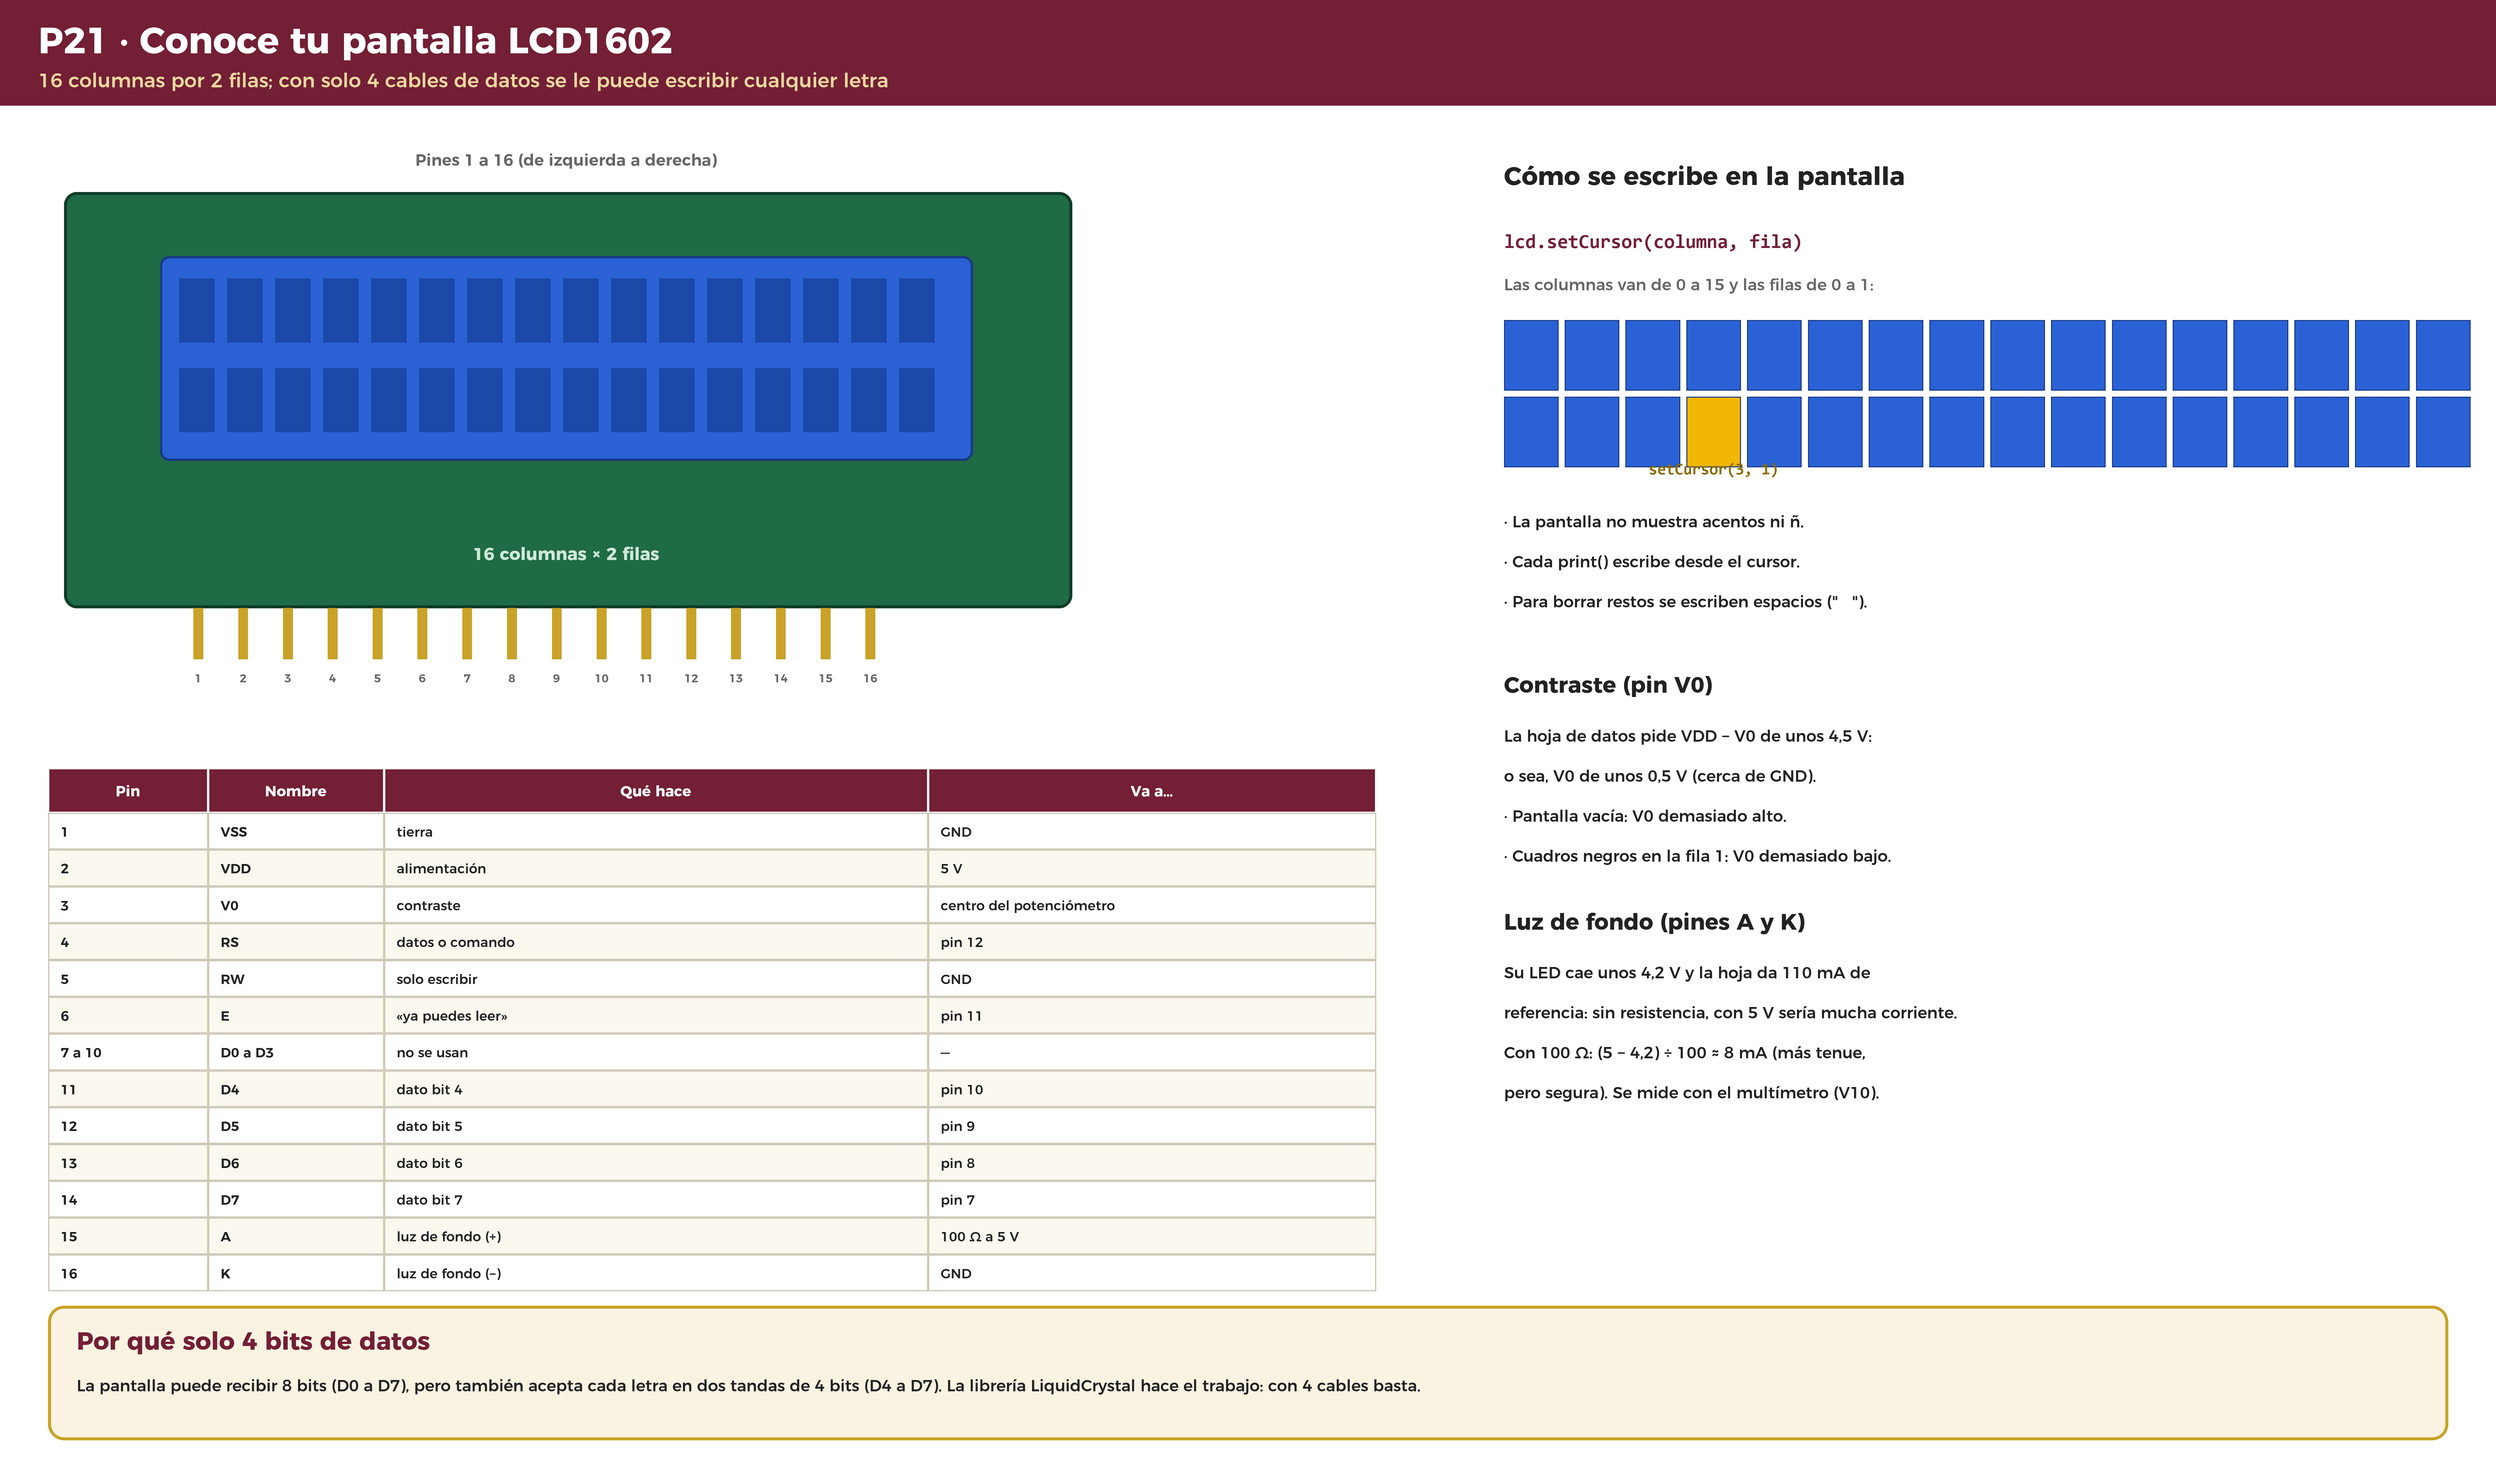 P21 · Conoce tu pantalla LCD1602
16 columnas por 2 filas; con solo 4 cables de datos se le puede escribir cualquier letra
Pines 1 a 16 (de izquierda a derecha)
16 columnas × 2 filas
1 2 3 4 5 6 7 8 9 10 11 12 13 14 15 16
Pin Nombre Qué hace Va a...
1 VSS tierra GND
2 VDD alimentación 5 V
3 V0 contraste centro del potenciómetro
4 RS datos o comando pin 12
5 RW solo escribir GND
6 E «ya puedes leer» pin 11
7 a 10 D0 a D3 no se usan —
11 D4 dato bit 4 pin 10
12 D5 dato bit 5 pin 9
13 D6 dato bit 6 pin 8
14 D7 dato bit 7 pin 7
15 A luz de fondo (+) 100 Ω a 5 V
16 K luz de fondo (−) GND
Cómo se escribe en la pantalla
lcd.setCursor(columna, fila)
Las columnas van de 0 a 15 y las filas de 0 a 1:
setCursor(3, 1)
· La pantalla no muestra acentos ni ñ.
· Cada print() escribe desde el cursor.
· Para borrar restos se escriben espacios ("   ").
Contraste (pin V0)
La hoja de datos pide VDD − V0 de unos 4,5 V:
o sea, V0 de unos 0,5 V (cerca de GND).
· Pantalla vacía: V0 demasiado alto.
· Cuadros negros en la fila 1: V0 demasiado bajo.
Luz de fondo (pines A y K)
Su LED cae unos 4,2 V y la hoja da 110 mA de
referencia: sin resistencia, con 5 V sería mucha corriente.
Con 100 Ω: (5 − 4,2) ÷ 100 ≈ 8 mA (más tenue,
pero segura). Se mide con el multímetro (V10).
Por qué solo 4 bits de datos
La pantalla puede recibir 8 bits (D0 a D7), pero también acepta cada letra en dos tandas de 4 bits (D4 a D7). La librería LiquidCrystal hace el trabajo: con 4 cables basta.